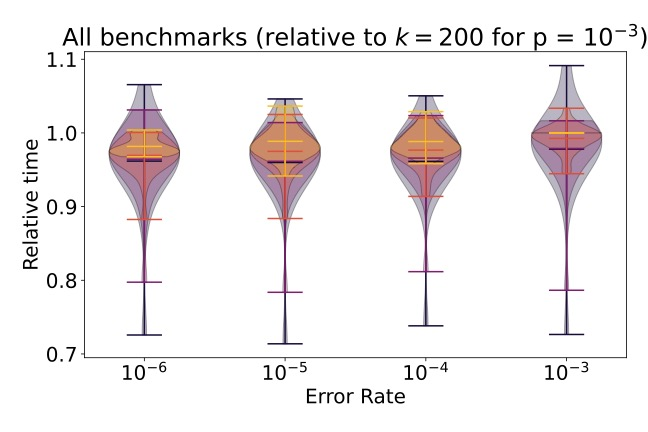 All benchmarks (relative to k = 200 for p = 10⁻³)
Relative time
1.1
1.0
0.9
0.8
0.7
10⁻⁶ 10⁻⁵ 10⁻⁴ 10⁻³
Error Rate